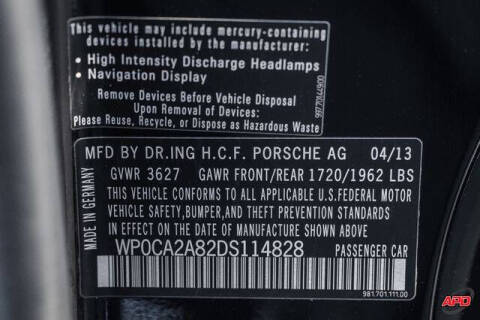 This vehicle may include mercury-containing
devices installed by the manufacturer:
• High Intensity Discharge Headlamps
• Navigation Display
Remove Devices Before Vehicle Disposal
Upon Removal of Devices:
Please Reuse, Recycle, or Dispose as Hazardous Waste
MFD BY DR.ING H.C.F. PORSCHE AG 04/13
GVWR 3627 GAWR FRONT/REAR 1720/1962 LBS
THIS VEHICLE CONFORMS TO ALL APPLICABLE U.S.FEDERAL MOTOR
VEHICLE SAFETY,BUMPER,AND THEFT PREVENTION
STANDARDS IN EFFECT ON THE DATE
OF MANUFACTURE SHOWN ABOVE
WP0CA2A82DS114828 PASSENGER CAR
MADE IN GERMANY
981.701.111.00
APD